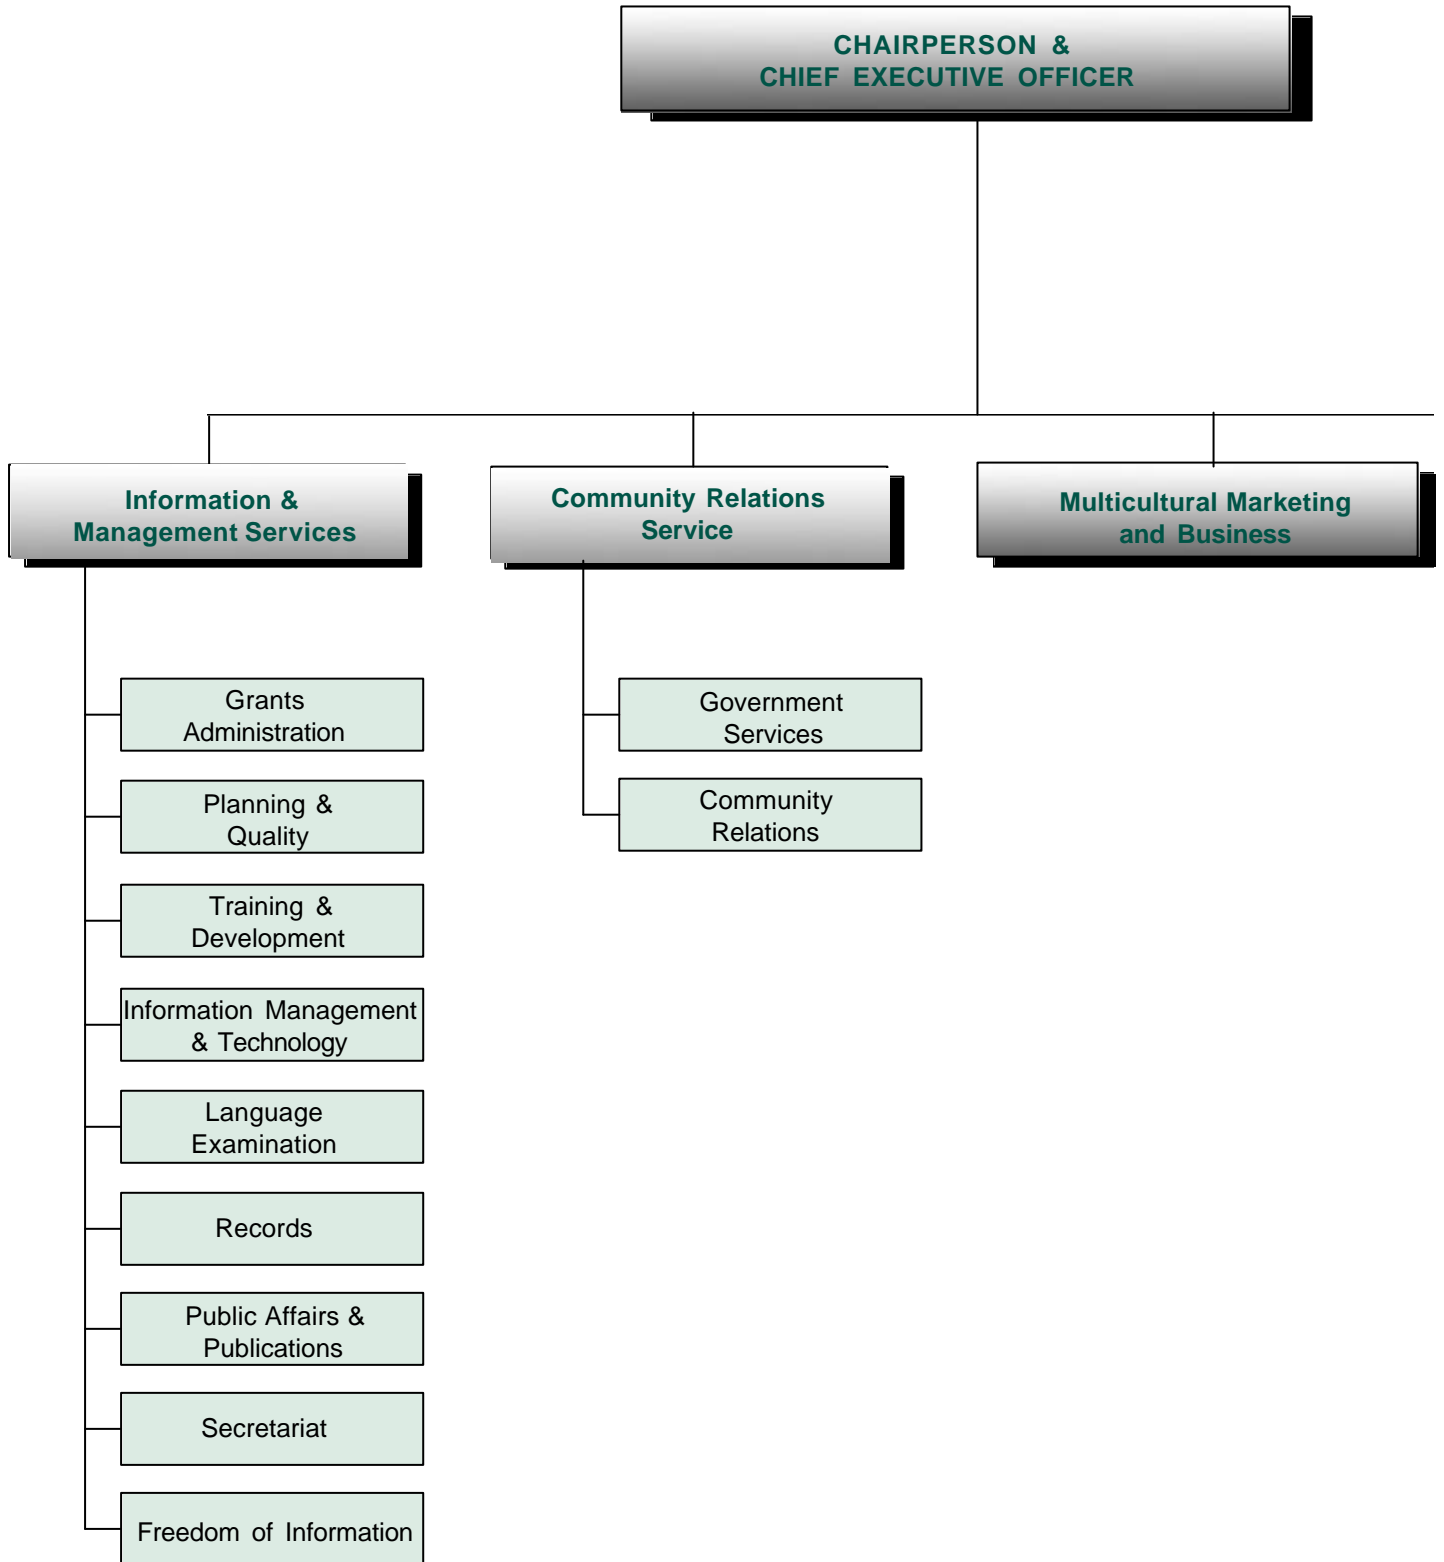 CHAIRPERSON &
CHIEF EXECUTIVE OFFICER
Information &
Management Services
Community Relations
Service
Multicultural Marketing
and Business
Grants
Administration
Planning &
Quality
Training &
Development
Information Management
& Technology
Language
Examination
Records
Public Affairs &
Publications
Secretariat
Freedom of Information
Government
Services
Community
Relations